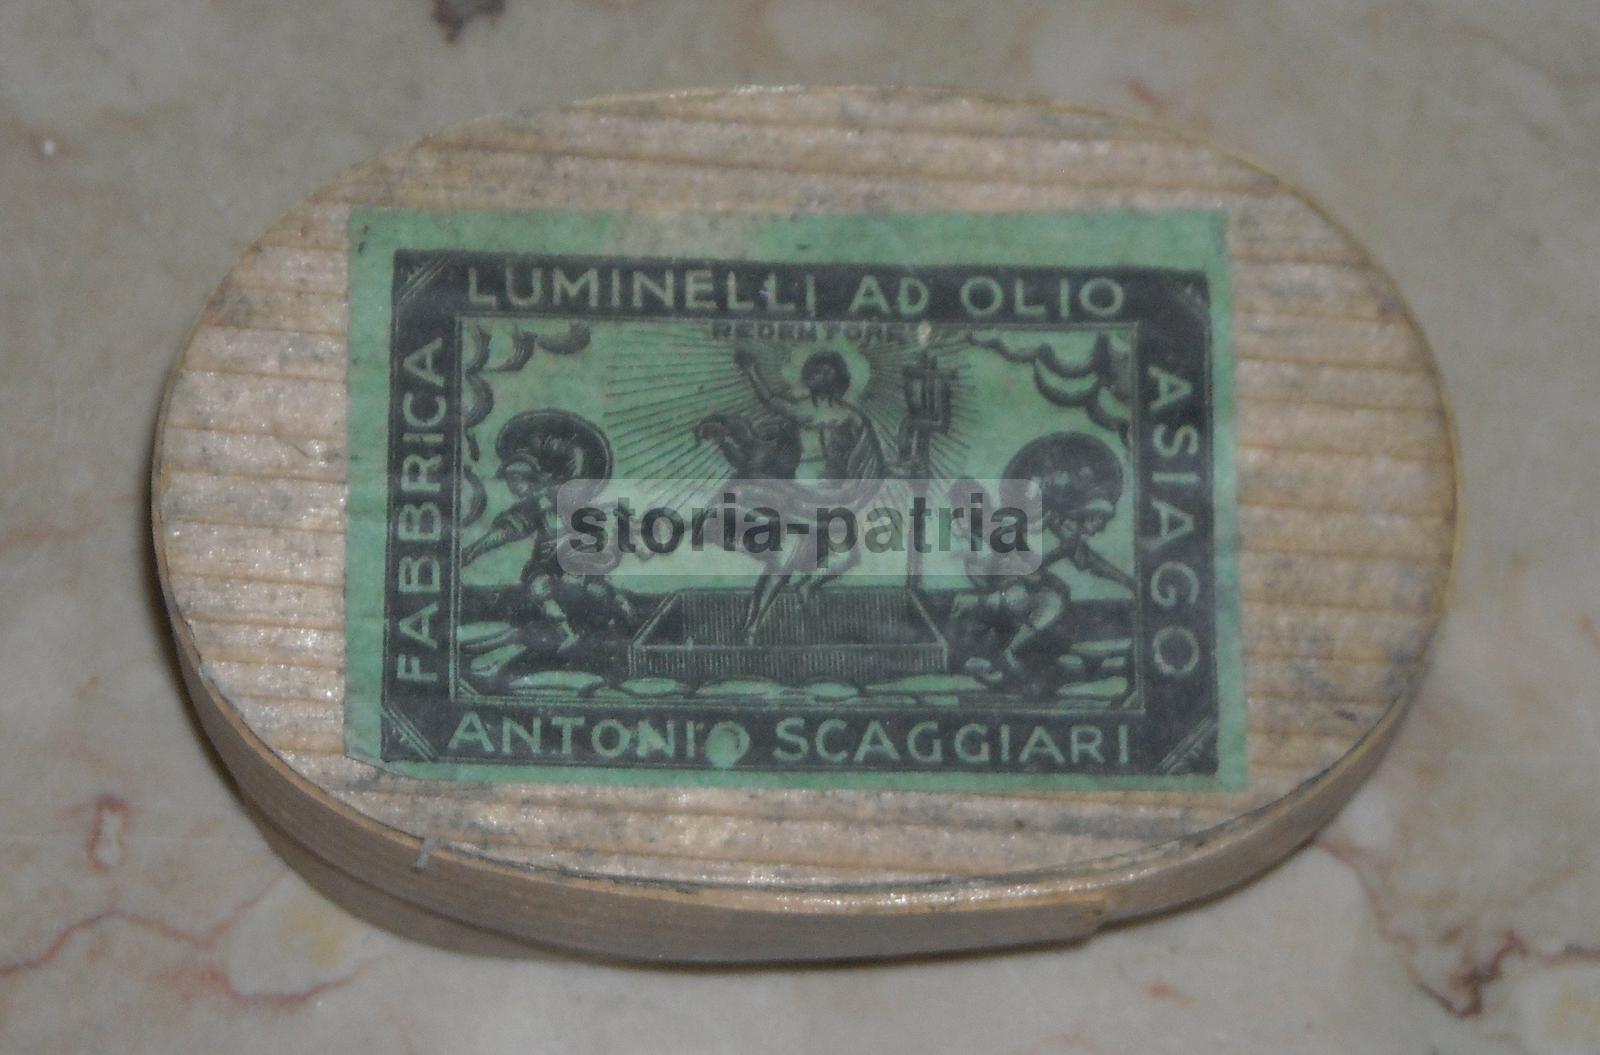 LUMINELLI AD OLIO
REDENTORE
FABBRICA
ASIAGO
storia-patria
ANTONIO SCAGGIARI